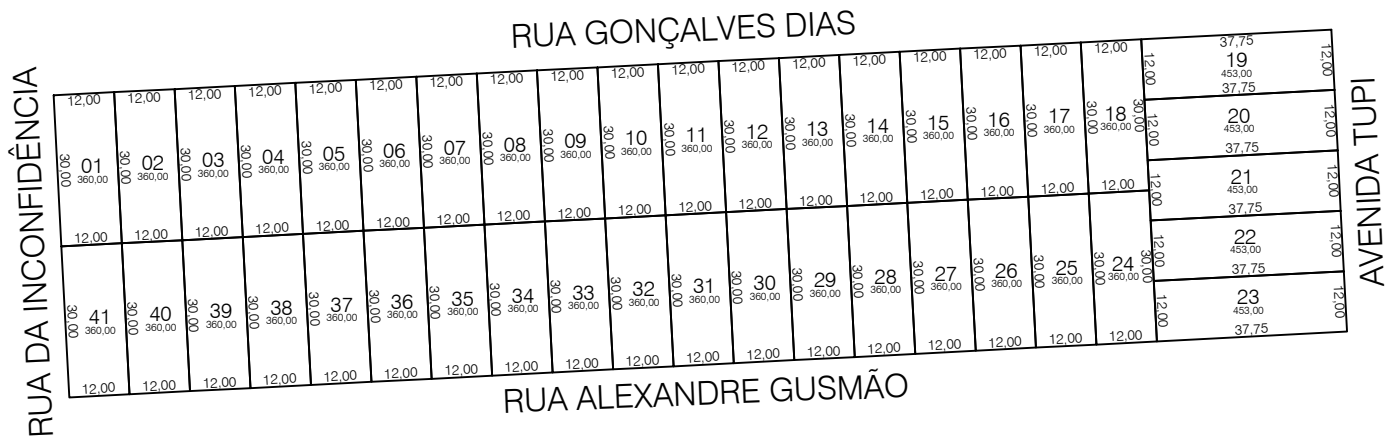 RUA GONÇALVES DIAS
RUA DA INCONFIDÊNCIA
AVENIDA TUPI
12,00 12,00 12,00 12,00 12,00 12,00 12,00 12,00 12,00 12,00 12,00 12,00 12,00 12,00 12,00 12,00 12,00 12,00
30,00 01 360,00
30,00 02 360,00
30,00 03 360,00
30,00 04 360,00
30,00 05 360,00
30,00 06 360,00
30,00 07 360,00
30,00 08 360,00
30,00 09 360,00
30,00 10 360,00
30,00 11 360,00
30,00 12 360,00
30,00 13 360,00
30,00 14 360,00
30,00 15 360,00
30,00 16 360,00
30,00 17 360,00
30,00 18 360,00 30,00
12,00 12,00 12,00 12,00 12,00 12,00 12,00 12,00 12,00 12,00 12,00 12,00 12,00 12,00 12,00 12,00 12,00 12,00
37,75
12,00 19 12,00
453,00
37,75
12,00 20 12,00
453,00
37,75
12,00 21 12,00
453,00
37,75
12,00 22 12,00
453,00
37,75
12,00 23 12,00
453,00
37,75
30,00 41 360,00
30,00 40 360,00
30,00 39 360,00
30,00 38 360,00
30,00 37 360,00
30,00 36 360,00
30,00 35 360,00
30,00 34 360,00
30,00 33 360,00
30,00 32 360,00
30,00 31 360,00
30,00 30 360,00
30,00 29 360,00
30,00 28 360,00
30,00 27 360,00
30,00 26 360,00
30,00 25 360,00
30,00 24 360,00 30,00
12,00 12,00 12,00 12,00 12,00 12,00 12,00 12,00 12,00 12,00 12,00 12,00 12,00 12,00 12,00 12,00 12,00 12,00
RUA ALEXANDRE GUSMÃO